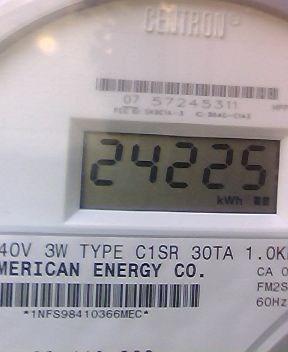 CENTRON
07 57245311
24225
kWh
40V 3W TYPE C1SR 30TA 1.0K
MERICAN ENERGY CO.
CA 0
FM2S
60Hz
*1NFS98410366MEC*